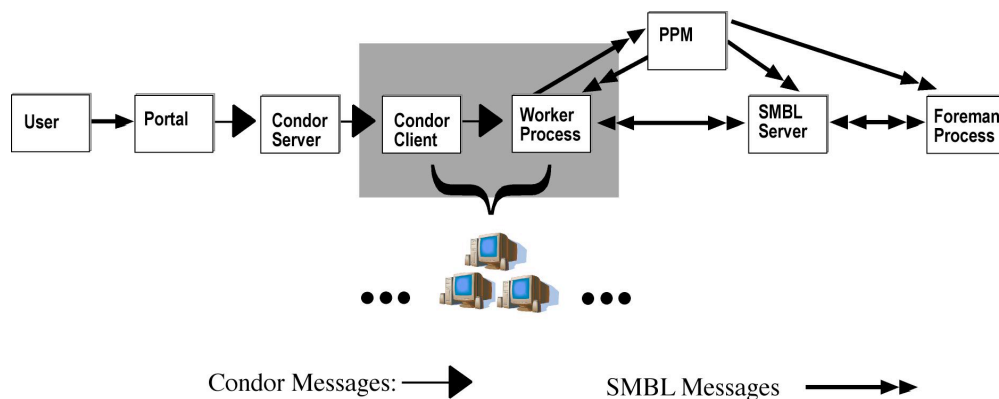 PPM
User
Portal
Condor
Server
Condor
Client
Worker
Process
SMBL
Server
Foreman
Process
Condor Messages:
SMBL Messages